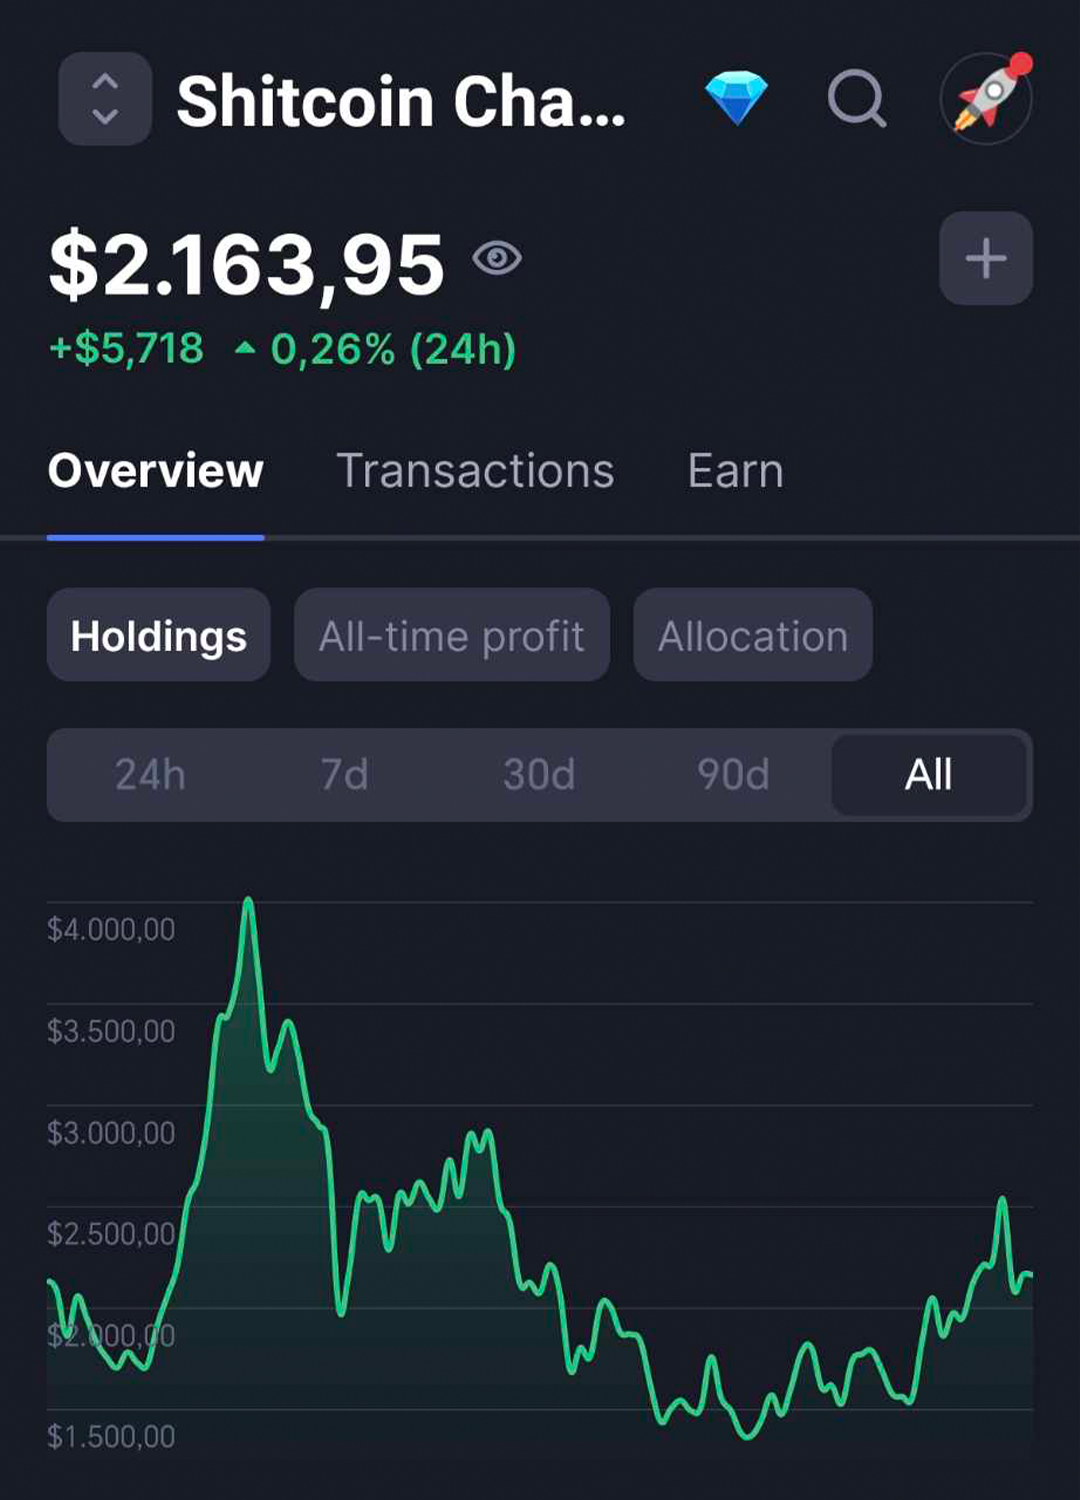 Shitcoin Cha...
$2.163,95
+$5,718 0,26% (24h)
Overview Transactions Earn
Holdings All-time profit Allocation
24h 7d 30d 90d All
$4.000,00
$3.500,00
$3.000,00
$2.500,00
$2.000,00
$1.500,00